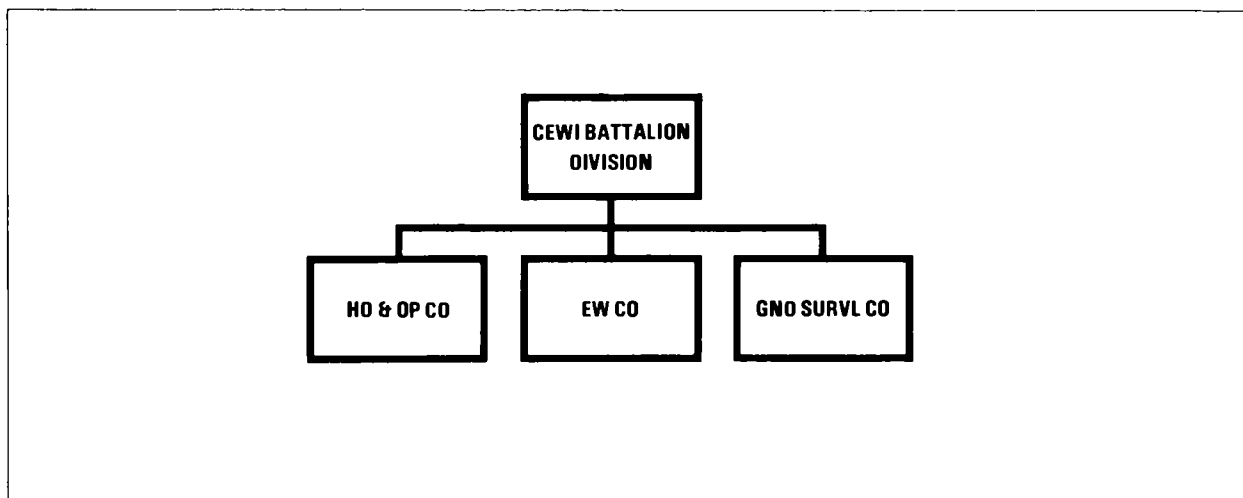 CEWI BATTALION
OIVISION
HO & OP CO
EW CO
GNO SURVL CO